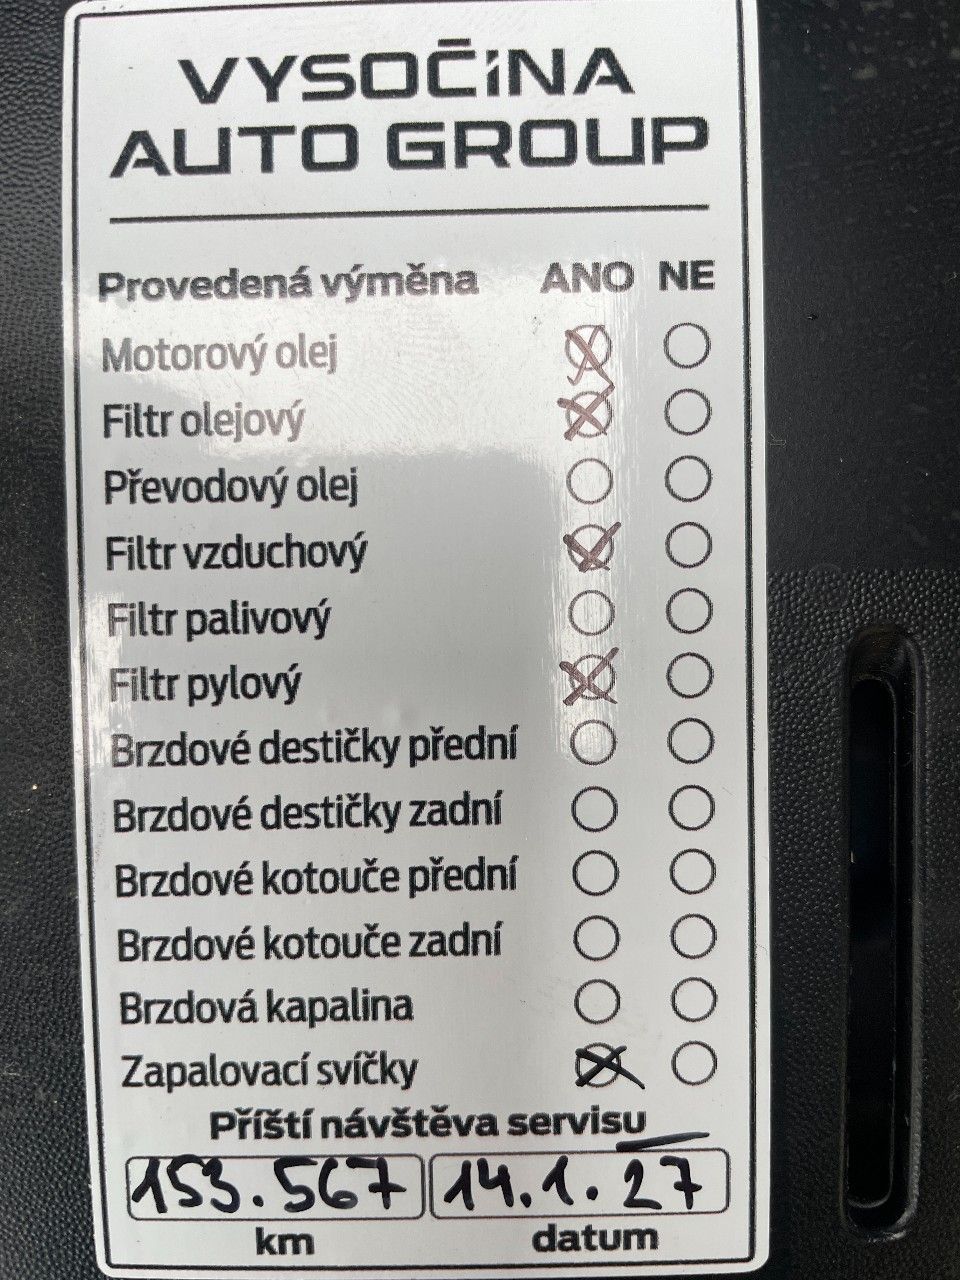 VYSOČINA
AUTO GROUP
Provedená výměna ANO NE
Motorový olej
Filtr olejový
Převodový olej
Filtr vzduchový
Filtr palivový
Filtr pylový
Brzdové destičky přední
Brzdové destičky zadní
Brzdové kotouče přední
Brzdové kotouče zadní
Brzdová kapalina
Zapalovací svíčky
Příští návštěva servisu
153.567 14.1.27
km datum